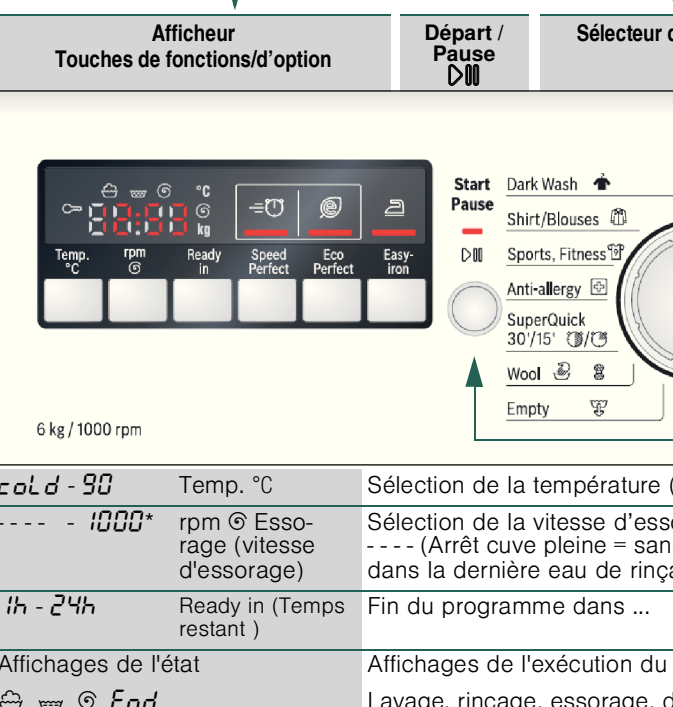 Afficheur
Touches de fonctions/d'option
Départ /
Pause
Sélecteur
°C
kg
Temp.
°C
rpm
Ready
in
Speed
Perfect
Eco
Perfect
Easy-
iron
Start
Pause
Dark Wash
Shirt/Blouses
Sports, Fitness
Anti-allergy
SuperQuick
30'/15'
Wool
Empty
6 kg / 1000 rpm
cold - 90 Temp. °C Sélection de la température (
- - - - - 1000* rpm Esso- Sélection de la vitesse d'esso
rage (vitesse - - - - (Arrêt cuve pleine = san
d'essorage) dans la dernière eau de rinça
1h - 24h Ready in (Temps Fin du programme dans ...
restant )
Affichages de l'état Affichages de l'exécution du
End Lavage, rinçage, essorage, d